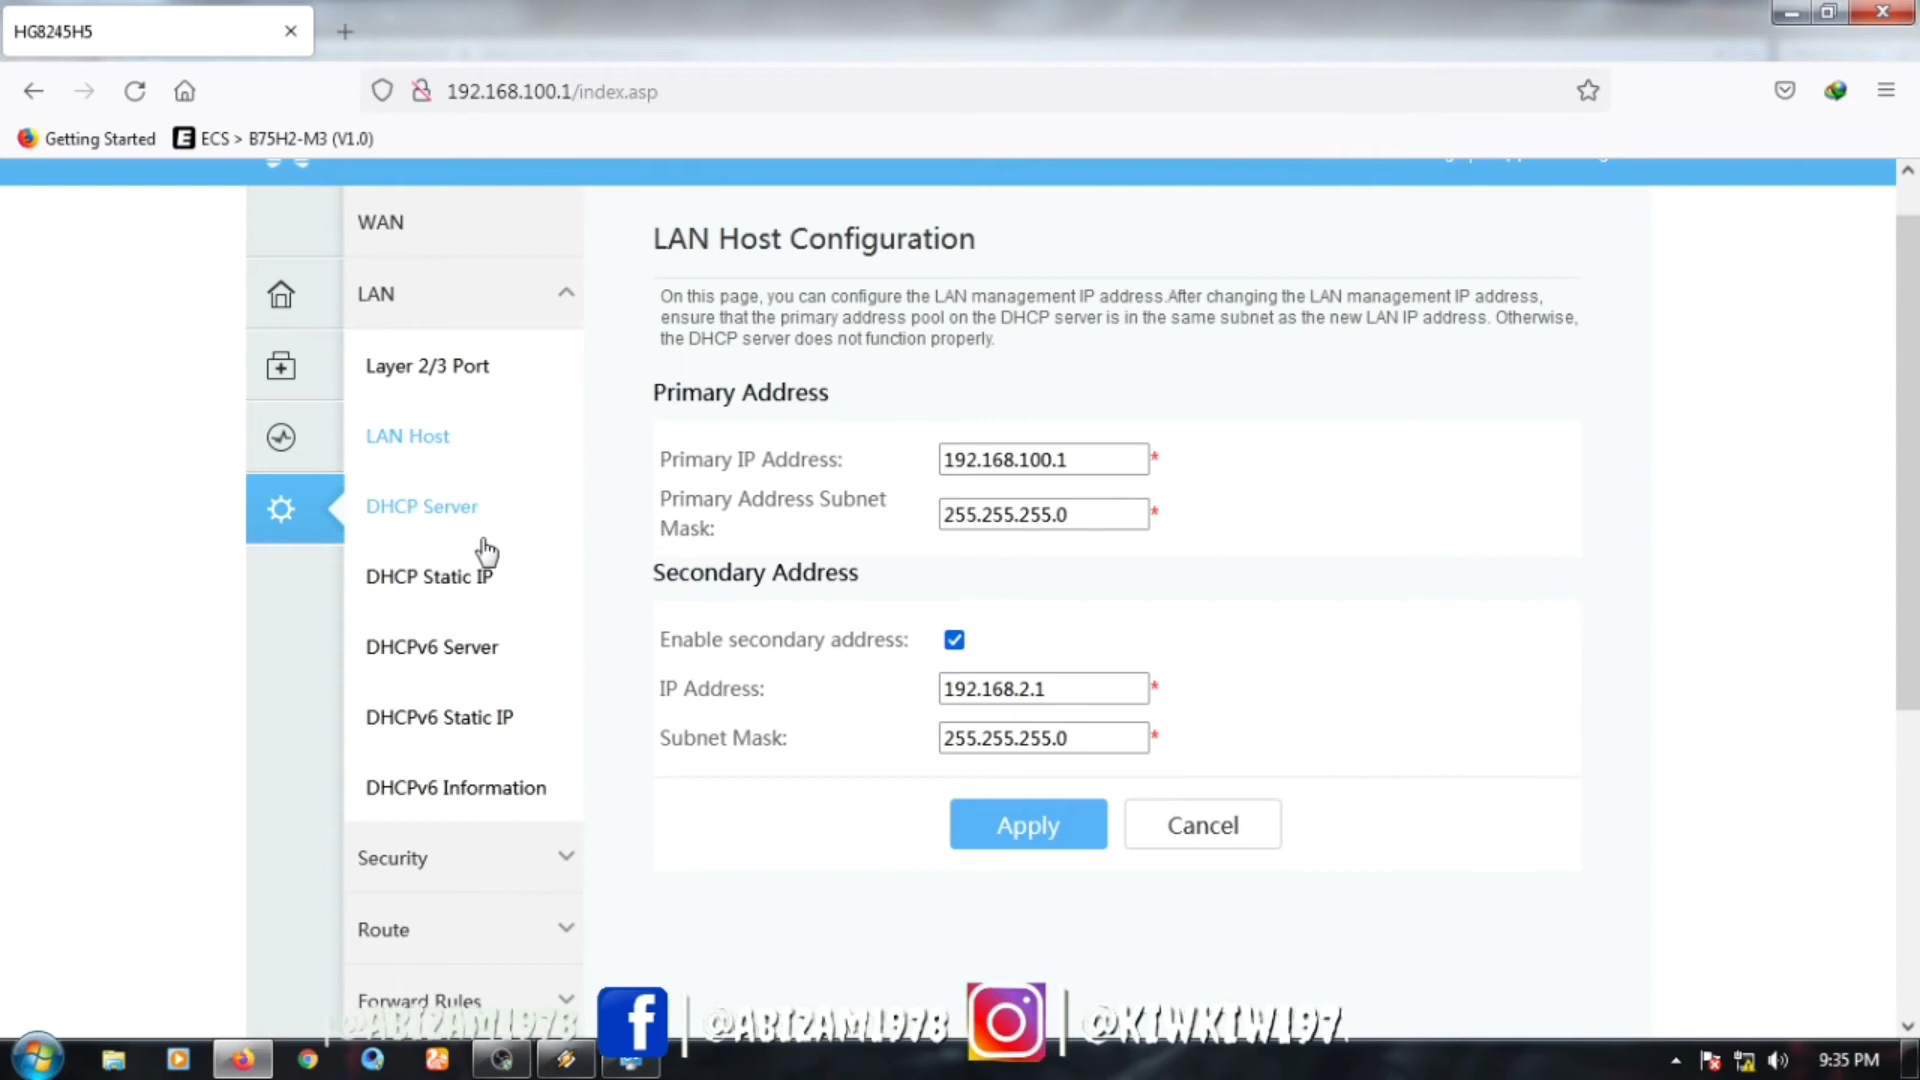 HG8245H5
192.168.100.1/index.asp
Getting Started
ECS > B75H2-M3 (V1.0)
WAN
LAN
Layer 2/3 Port
LAN Host
DHCP Server
DHCP Static IP
DHCPv6 Server
DHCPv6 Static IP
DHCPv6 Information
Security
Route
Forward Rules
LAN Host Configuration
On this page, you can configure the LAN management IP address.After changing the LAN management IP address,
ensure that the primary address pool on the DHCP server is in the same subnet as the new LAN IP address. Otherwise,
the DHCP server does not function properly.
Primary Address
Primary IP Address: 192.168.100.1 *
Primary Address Subnet
Mask: 255.255.255.0 *
Secondary Address
Enable secondary address:
IP Address: 192.168.2.1 *
Subnet Mask: 255.255.255.0 *
Apply Cancel
@ABIZAM1978 | @ABIZAM1978 | @KIWKIW197.
9:35 PM